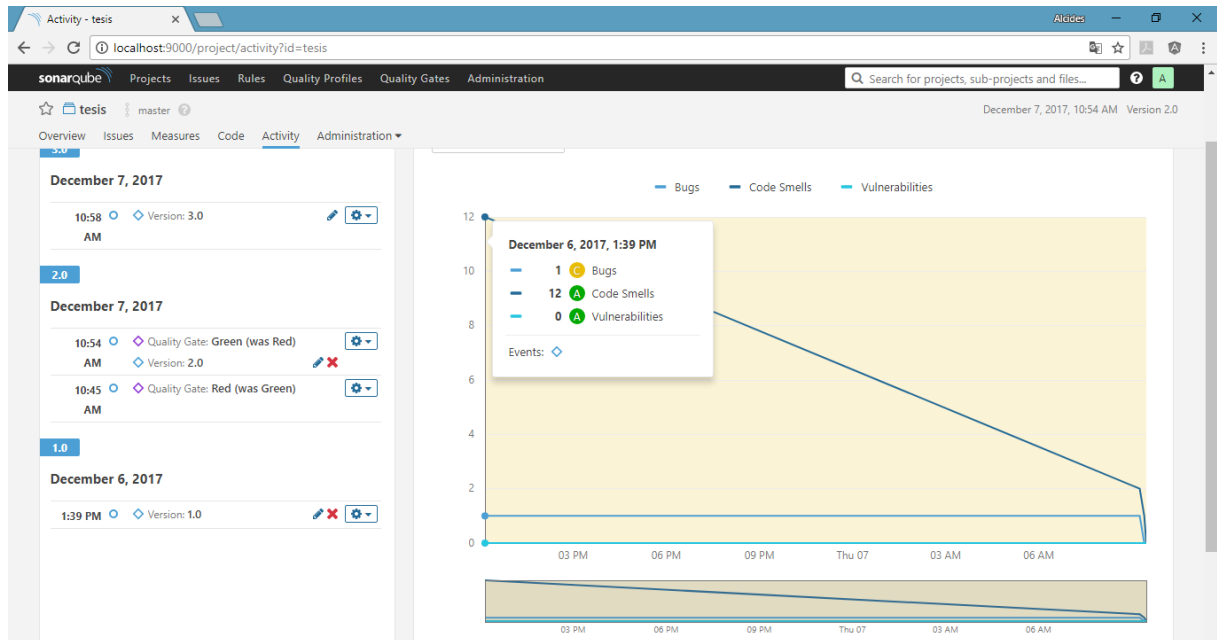 Activity - tesis
Alcides
localhost:9000/project/activity?id=tesis
sonarqube Projects Issues Rules Quality Profiles Quality Gates Administration Search for projects, sub-projects and files... ? A
tesis master ? December 7, 2017, 10:54 AM Version 2.0
Overview Issues Measures Code Activity Administration
3.0
December 7, 2017
10:58 AM Version: 3.0
2.0
December 7, 2017
10:54 AM Quality Gate: Green (was Red)
Version: 2.0
10:45 AM Quality Gate: Red (was Green)
1.0
December 6, 2017
1:39 PM Version: 1.0
Bugs Code Smells Vulnerabilities
12
10
8
6
4
2
0
December 6, 2017, 1:39 PM
1 C Bugs
12 A Code Smells
0 A Vulnerabilities
Events:
03 PM 06 PM 09 PM Thu 07 03 AM 06 AM
03 PM 06 PM 09 PM Thu 07 03 AM 06 AM